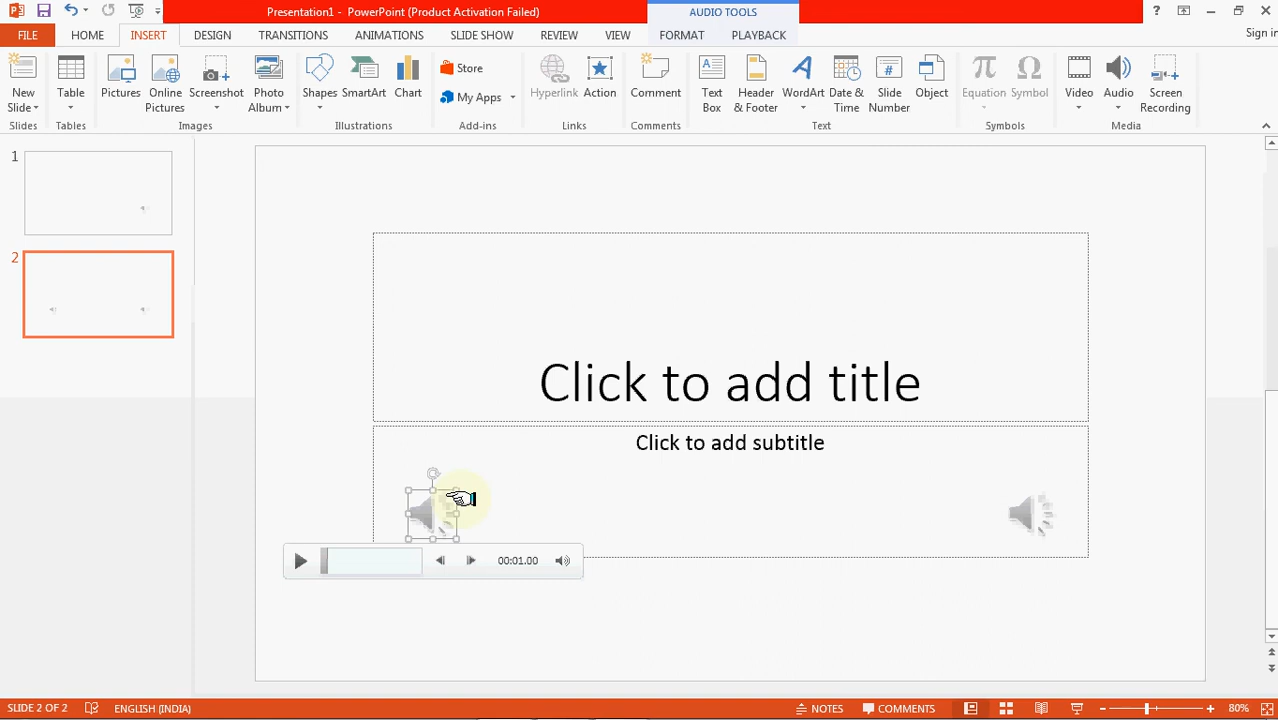 Presentation1 - PowerPoint (Product Activation Failed)
AUDIO TOOLS
?
FILE
HOME
INSERT
DESIGN
TRANSITIONS
ANIMATIONS
SLIDE SHOW
REVIEW
VIEW
FORMAT
PLAYBACK
Sign in
New
Slide
Table
Pictures
Online
Pictures
Screenshot
Photo
Album
Shapes
SmartArt
Chart
Store
My Apps
Hyperlink
Action
Comment
Text
Box
Header
& Footer
WordArt
Date &
Time
Slide
Number
Object
Equation
Symbol
Video
Audio
Screen
Recording
Slides
Tables
Images
Illustrations
Add-ins
Links
Comments
Text
Symbols
Media
1
2
Click to add title
Click to add subtitle
00:01.00
SLIDE 2 OF 2
ENGLISH (INDIA)
NOTES
COMMENTS
80%